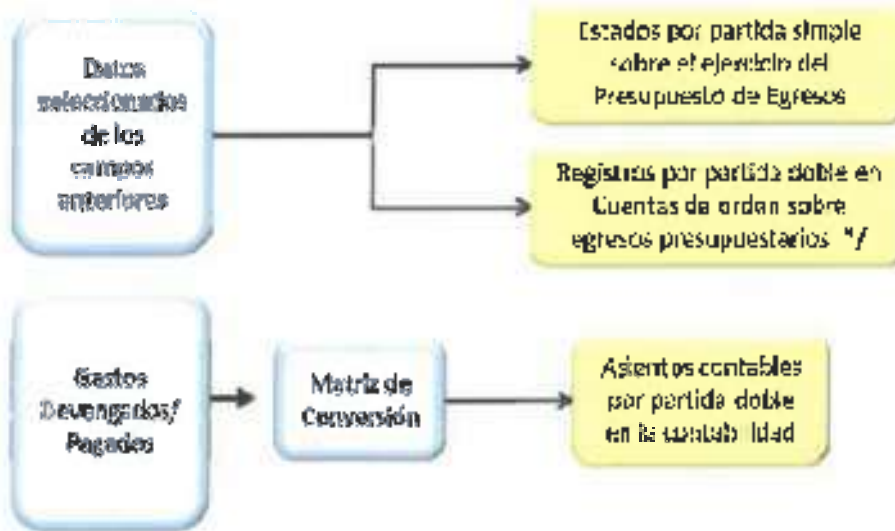 Datos
seleccionados
de los
campos
anteriores
Estados por partida simple
sobre el ejercicio del
Presupuesto de Egresos
Registros por partida doble en
Cuentas de orden sobre
egresos presupuestarios */
Gastos
Devengados/
Pagados
Matriz de
Conversión
Asientos contables
por partida doble
en la contabilidad